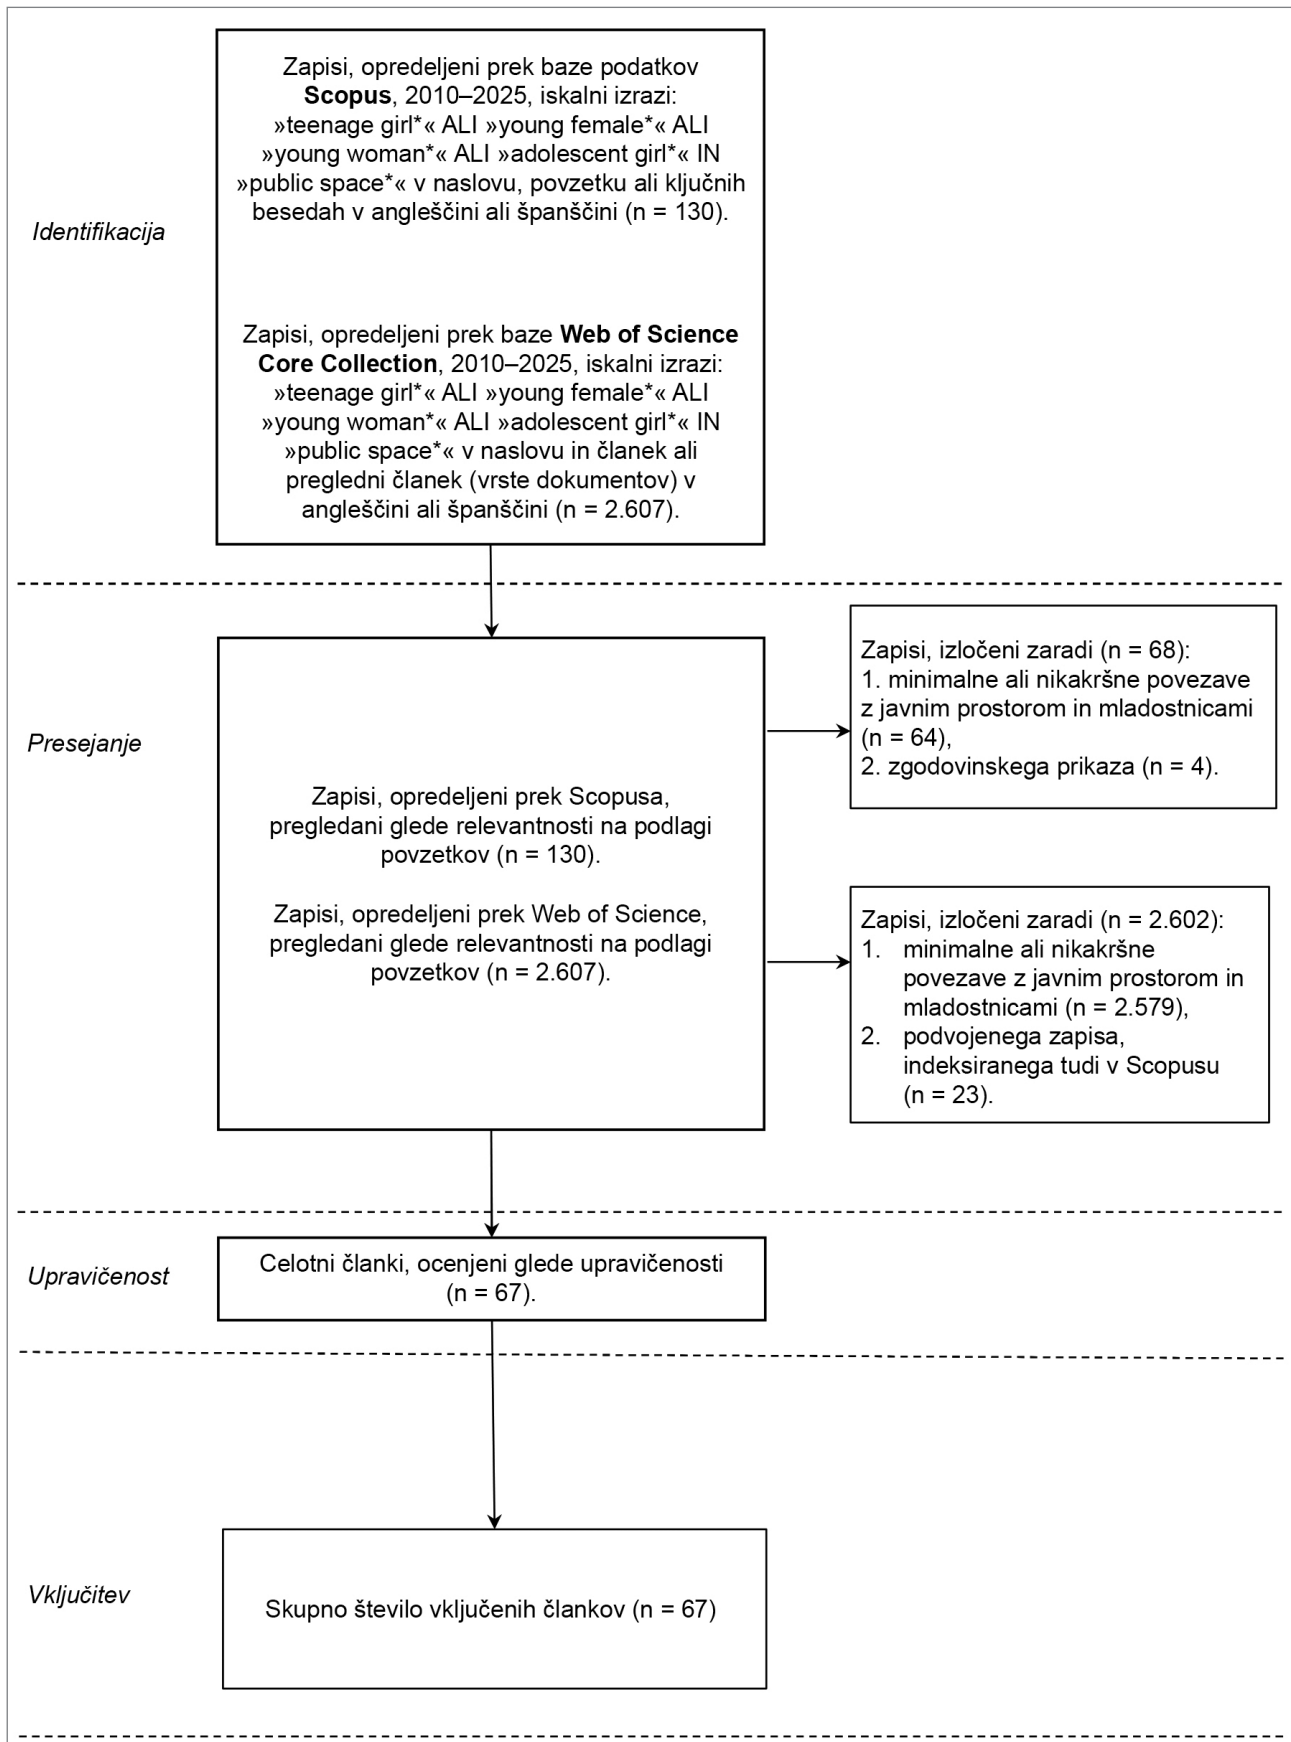 Identifikacija
Zapisi, opredeljeni prek baze podatkov
Scopus, 2010–2025, iskalni izrazi:
»teenage girl*« ALI »young female*« ALI
»young woman*« ALI »adolescent girl*« IN
»public space*« v naslovu, povzetku ali ključnih
besedah v angleščini ali španščini (n = 130).
Zapisi, opredeljeni prek baze Web of Science
Core Collection, 2010–2025, iskalni izrazi:
»teenage girl*« ALI »young female*« ALI
»young woman*« ALI »adolescent girl*« IN
»public space*« v naslovu in članek ali
pregledni članek (vrste dokumentov) v
angleščini ali španščini (n = 2.607).
Presejanje
Zapisi, opredeljeni prek Scopusa,
pregledani glede relevantnosti na podlagi
povzetkov (n = 130).
Zapisi, opredeljeni prek Web of Science,
pregledani glede relevantnosti na podlagi
povzetkov (n = 2.607).
Zapisi, izločeni zaradi (n = 68):
1. minimalne ali nikakršne povezave
z javnim prostorom in mladostnicami
(n = 64),
2. zgodovinskega prikaza (n = 4).
Zapisi, izločeni zaradi (n = 2.602):
1. minimalne ali nikakršne
povezave z javnim prostorom in
mladostnicami (n = 2.579),
2. podvojenega zapisa,
indeksiranega tudi v Scopusu
(n = 23).
Upravičenost
Celotni članki, ocenjeni glede upravičenosti
(n = 67).
Vključitev
Skupno število vključenih člankov (n = 67)